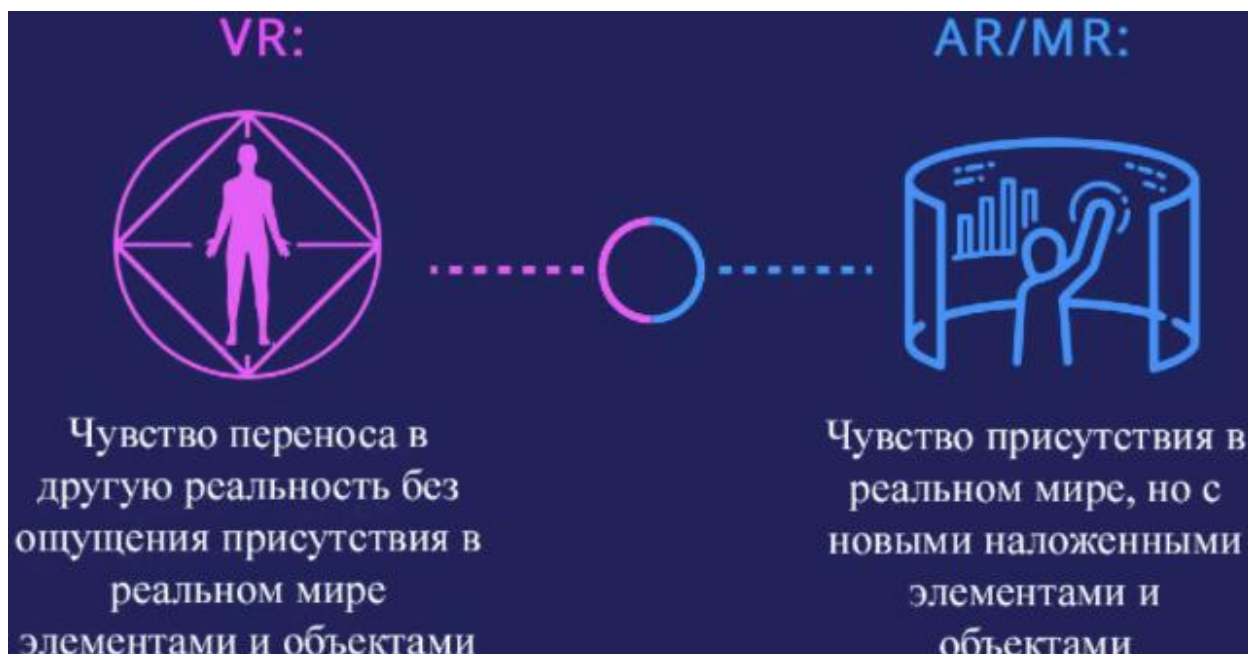 VR:
Чувство переноса в
другую реальность без
ощущения присутствия в
реальном мире
элементами и объектами
AR/MR:
Чувство присутствия в
реальном мире, но с
новыми наложенными
элементами и
объектами